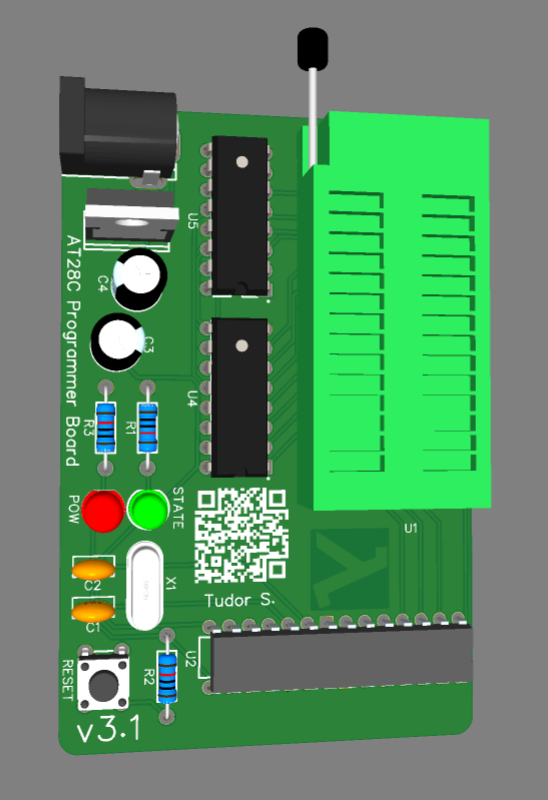 U5
AT28C Programmer Board
C4
C3
U4
R3
R1
POW
STATE
U1
C2
X1
Tudor S.
C1
U2
RESET
R2
v3.1